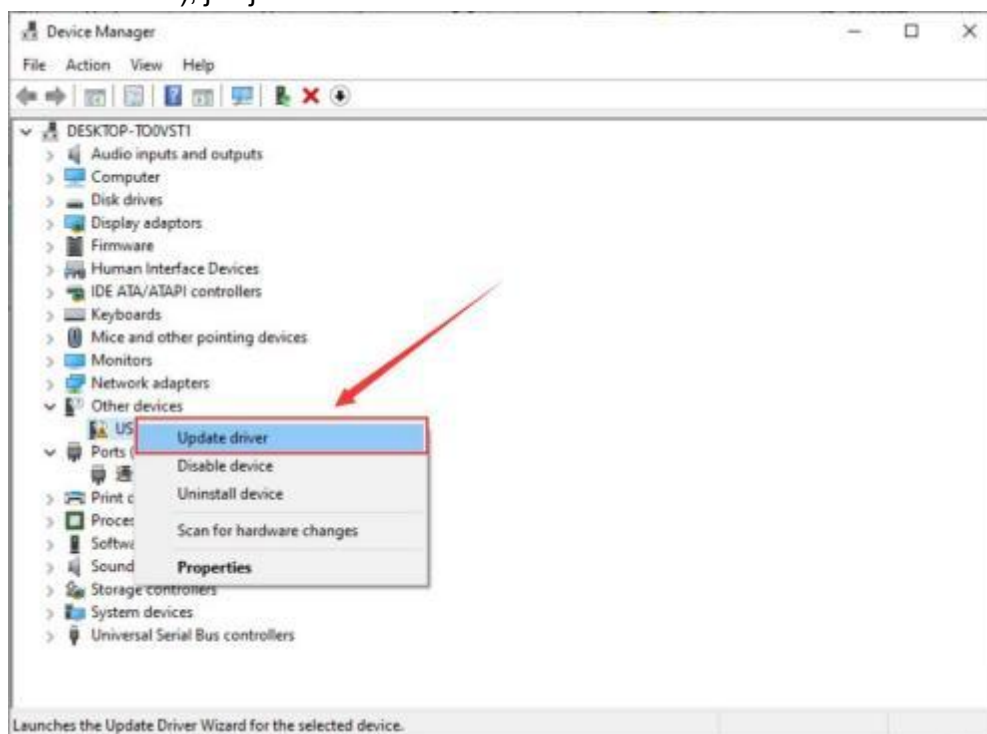 Device Manager
File Action View Help
DESKTOP-TO0VST1
Audio inputs and outputs
Computer
Disk drives
Display adaptors
Firmware
Human Interface Devices
IDE ATA/ATAPI controllers
Keyboards
Mice and other pointing devices
Monitors
Network adapters
Other devices
US
Update driver
Ports (
Disable device
通
Uninstall device
Print c
Proces
Scan for hardware changes
Softwa
Sound
Properties
Storage controllers
System devices
Universal Serial Bus controllers
Launches the Update Driver Wizard for the selected device.